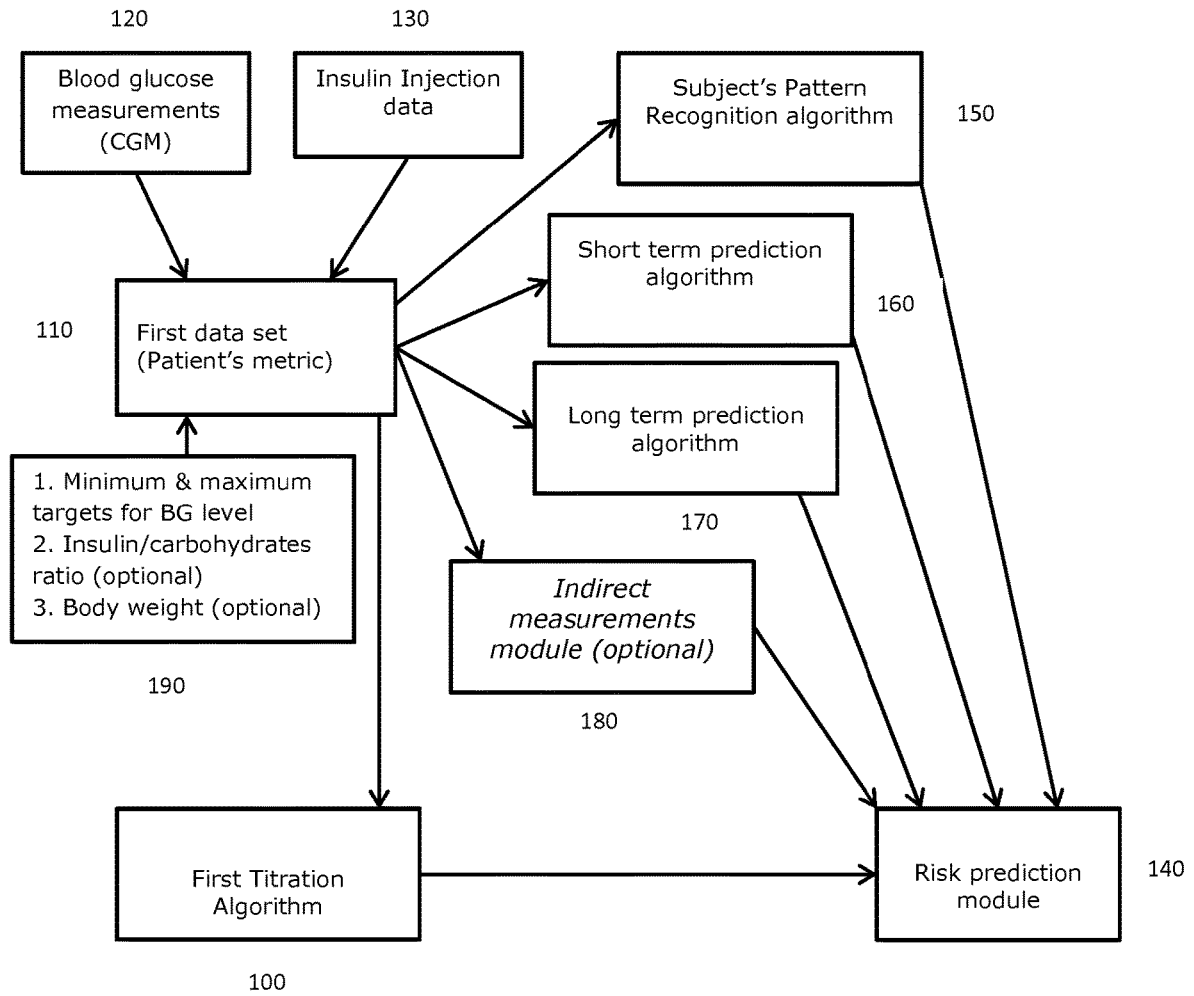 120
130
Blood glucose
measurements
(CGM)
Insulin Injection
data
Subject's Pattern
Recognition algorithm
150
Short term prediction
algorithm
160
110
First data set
(Patient's metric)
Long term prediction
algorithm
170
1. Minimum & maximum
targets for BG level
2. Insulin/carbohydrates
ratio (optional)
3. Body weight (optional)
190
Indirect
measurements
module (optional)
180
First Titration
Algorithm
100
Risk prediction
module
140